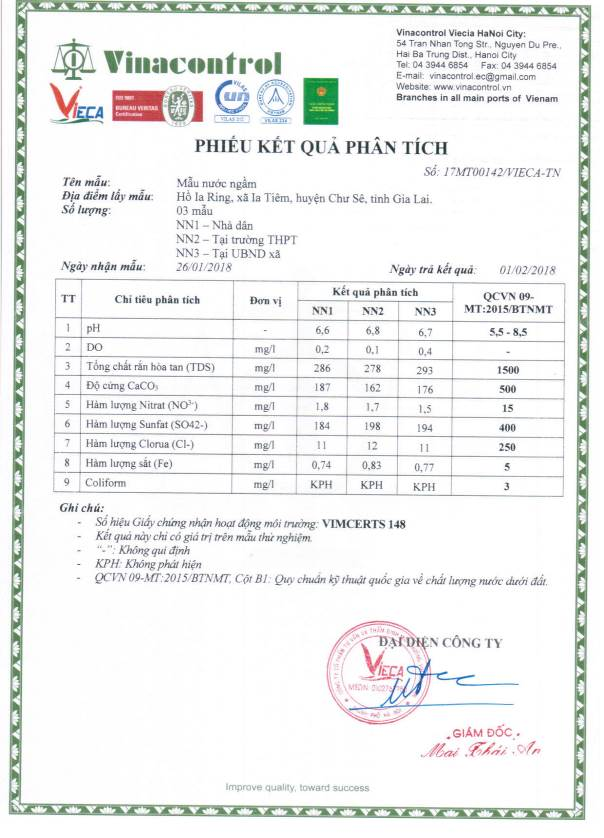 Vinacontrol
Vinacontrol Viecia HaNoi City:
54 Tran Nhan Tong Str., Nguyen Du Pre.,
Hai Ba Trung Dist., Hanoi City
Tel: 04 3944 6854 Fax: 04 3944 6854
E-mail: vinacontrol.ec@gmail.com
Website: www.vinacontrol.vn
Branches in all main ports of Vienam
VIECA
ISO 9001
BUREAU VERITAS
Certification
VILAS
VILAS 234
PHIẾU KẾT QUẢ PHÂN TÍCH
Số: 17MT00142/VIECA-TN
Tên mẫu: Mẫu nước ngầm
Địa điểm lấy mẫu: Hồ Ia Ring, xã Ia Tiêm, huyện Chư Sê, tỉnh Gia Lai.
Số lượng: 03 mẫu
NN1 – Nhà dân
NN2 – Tại trường THPT
NN3 – Tại UBND xã
Ngày nhận mẫu: 26/01/2018 Ngày trả kết quả: 01/02/2018
TT Chỉ tiêu phân tích Đơn vị Kết quả phân tích QCVN 09-MT:2015/BTNMT
NN1 NN2 NN3
1 pH - 6,6 6,8 6,7 5,5 - 8,5
2 DO mg/l 0,2 0,1 0,4 -
3 Tổng chất rắn hòa tan (TDS) mg/l 286 278 293 1500
4 Độ cứng CaCO₃ mg/l 187 162 176 500
5 Hàm lượng Nitrat (NO³⁻) mg/l 1,8 1,7 1,5 15
6 Hàm lượng Sunfat (SO42-) mg/l 184 198 194 400
7 Hàm lượng Clorua (Cl-) mg/l 11 12 11 250
8 Hàm lượng sắt (Fe) mg/l 0,74 0,83 0,77 5
9 Coliform mg/l KPH KPH KPH 3
Ghi chú:
- Số hiệu Giấy chứng nhận hoạt động môi trường: VIMCERTS 148
- Kết quả này chỉ có giá trị trên mẫu thử nghiệm.
- "-": Không qui định
- KPH: Không phát hiện
- QCVN 09-MT:2015/BTNMT, Cột B1: Quy chuẩn kỹ thuật quốc gia về chất lượng nước dưới đất.
ĐẠI DIỆN CÔNG TY
VIECA
GIÁM ĐỐC
Mai Thái An
Improve quality, toward success